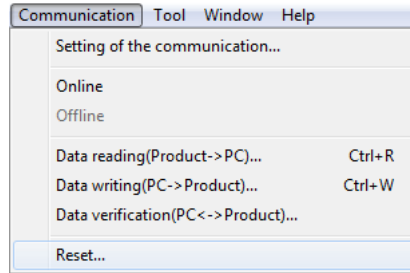 Communication Tool Window Help
Setting of the communication...
Online
Offline
Data reading(Product->PC)... Ctrl+R
Data writing(PC->Product)... Ctrl+W
Data verification(PC<->Product)...
Reset...